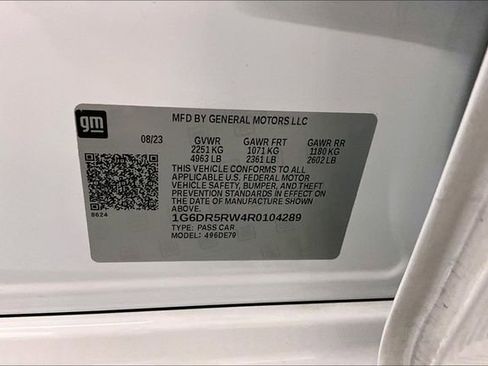 gm
MFD BY GENERAL MOTORS LLC
08/23 GVWR GAWR FRT GAWR RR
2251 KG 1071 KG 1180 KG
4963 LB 2361 LB 2602 LB
THIS VEHICLE CONFORMS TO ALL
APPLICABLE U.S. FEDERAL MOTOR
VEHICLE SAFETY, BUMPER, AND THEFT
PREVENTION STANDARDS IN EFFECT ON
THE DATE OF MANUFACTURE SHOWN
ABOVE.
8624
1G6DR5RW4R0104289
TYPE: PASS CAR
MODEL: 496DE79